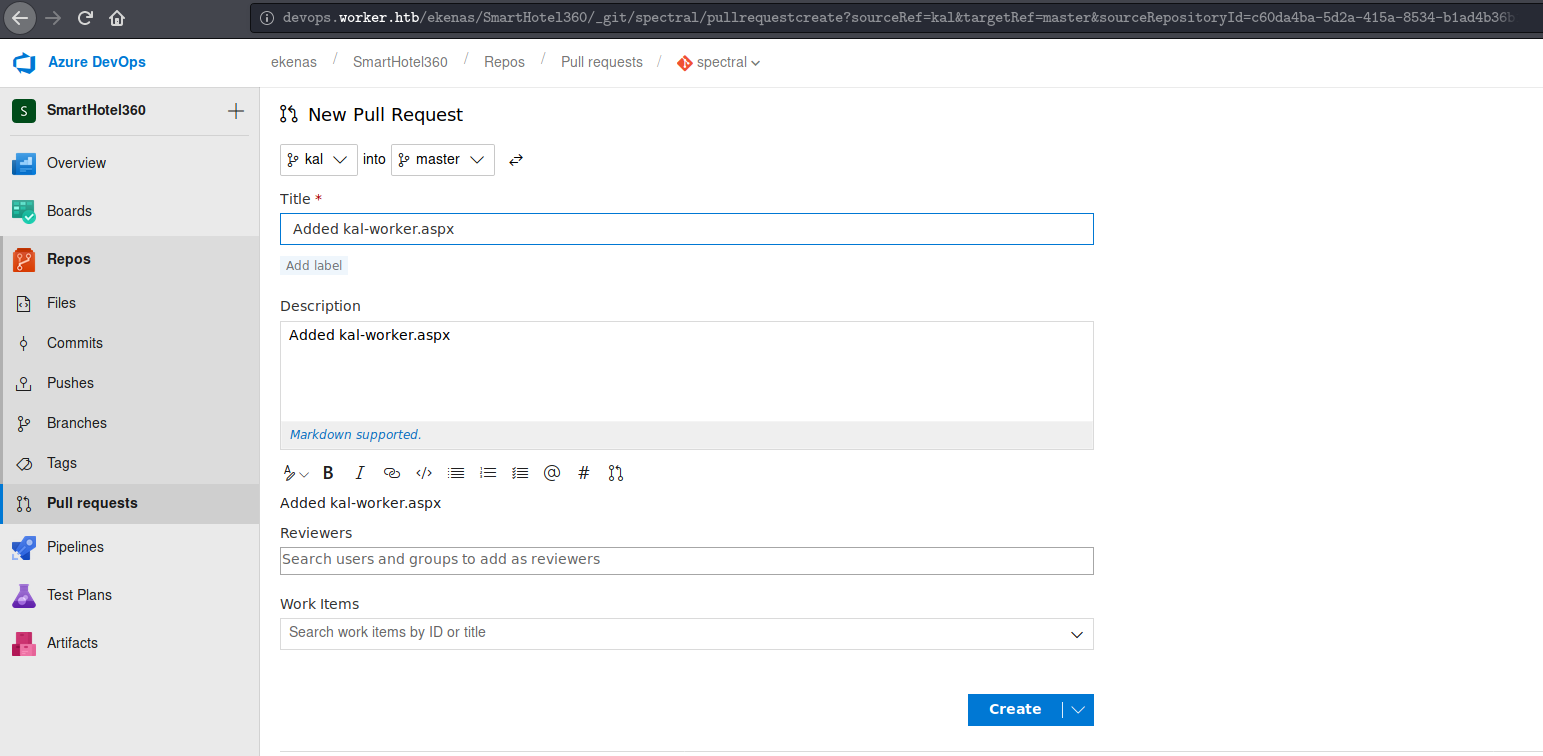 devops.worker.htb/ekenas/SmartHotel360/_git/spectral/pullrequestcreate?sourceRef=kal&targetRef=master&sourceRepositoryId=c60da4ba-5d2a-415a-8534-b1ad4b36b
Azure DevOps
ekenas / SmartHotel360 / Repos / Pull requests / spectral
S SmartHotel360
Overview
Boards
Repos
Files
Commits
Pushes
Branches
Tags
Pull requests
Pipelines
Test Plans
Artifacts
New Pull Request
kal into master
Title *
Added kal-worker.aspx
Add label
Description
Added kal-worker.aspx
Markdown supported.
B I </> @ #
Added kal-worker.aspx
Reviewers
Search users and groups to add as reviewers
Work Items
Search work items by ID or title
Create